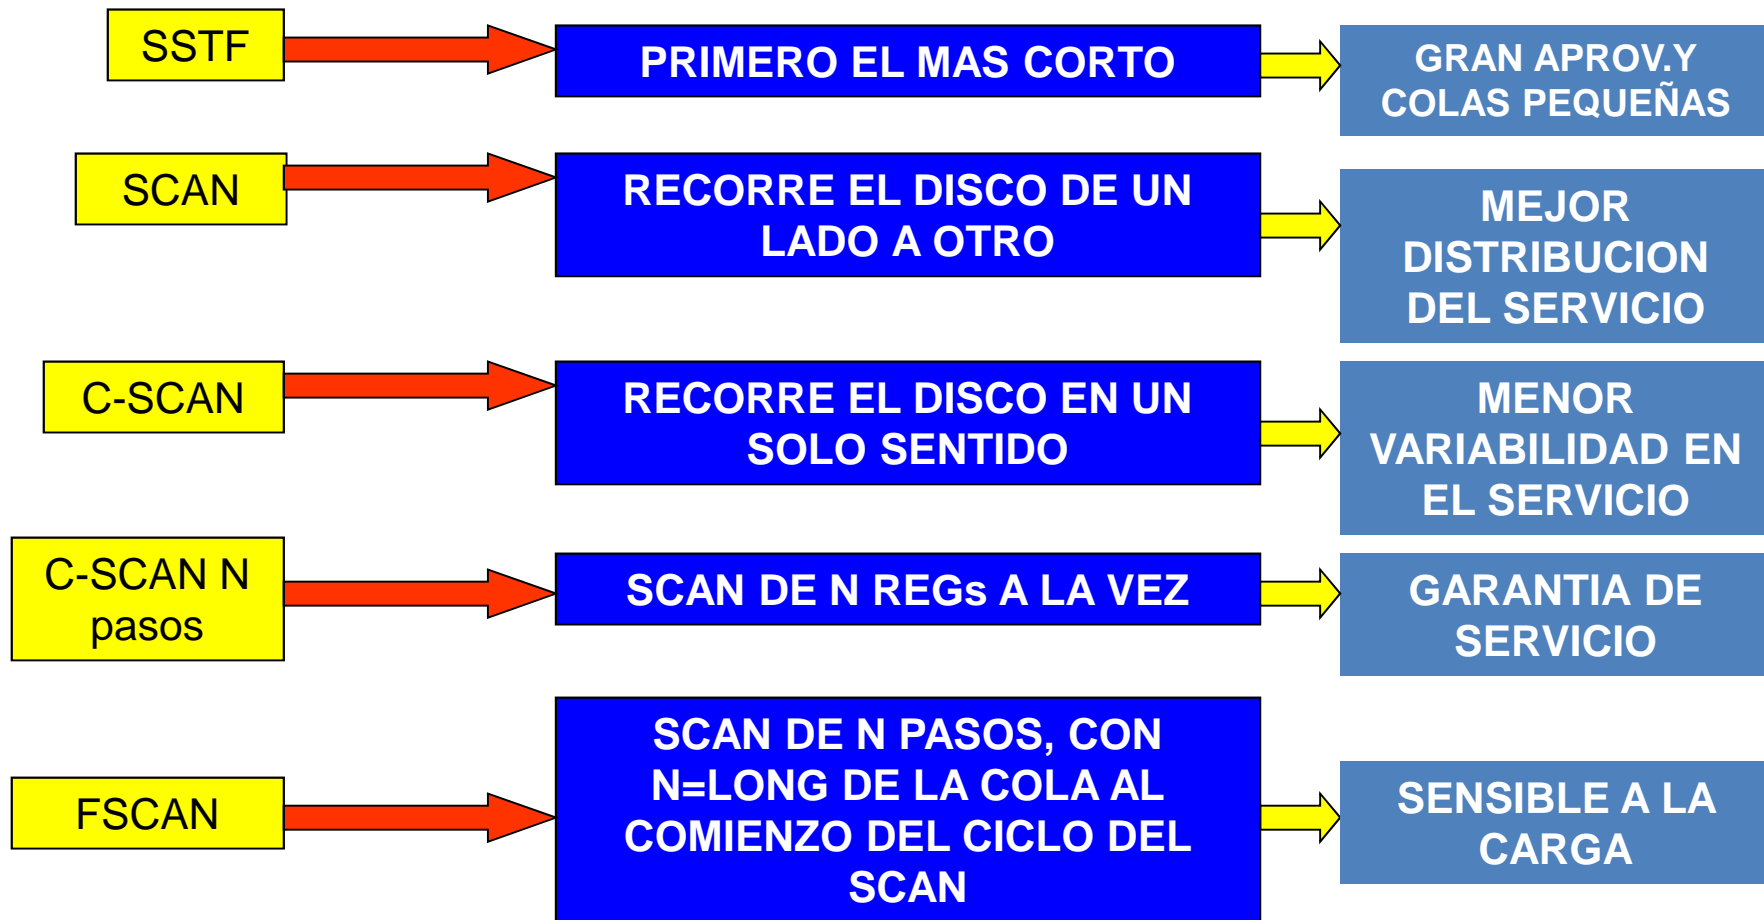 SSTF
PRIMERO EL MAS CORTO
GRAN APROV.Y
COLAS PEQUEÑAS
SCAN
RECORRE EL DISCO DE UN
LADO A OTRO
MEJOR
DISTRIBUCION
DEL SERVICIO
C-SCAN
RECORRE EL DISCO EN UN
SOLO SENTIDO
MENOR
VARIABILIDAD EN
EL SERVICIO
C-SCAN N
pasos
SCAN DE N REGs A LA VEZ
GARANTIA DE
SERVICIO
FSCAN
SCAN DE N PASOS, CON
N=LONG DE LA COLA AL
COMIENZO DEL CICLO DEL
SCAN
SENSIBLE A LA
CARGA